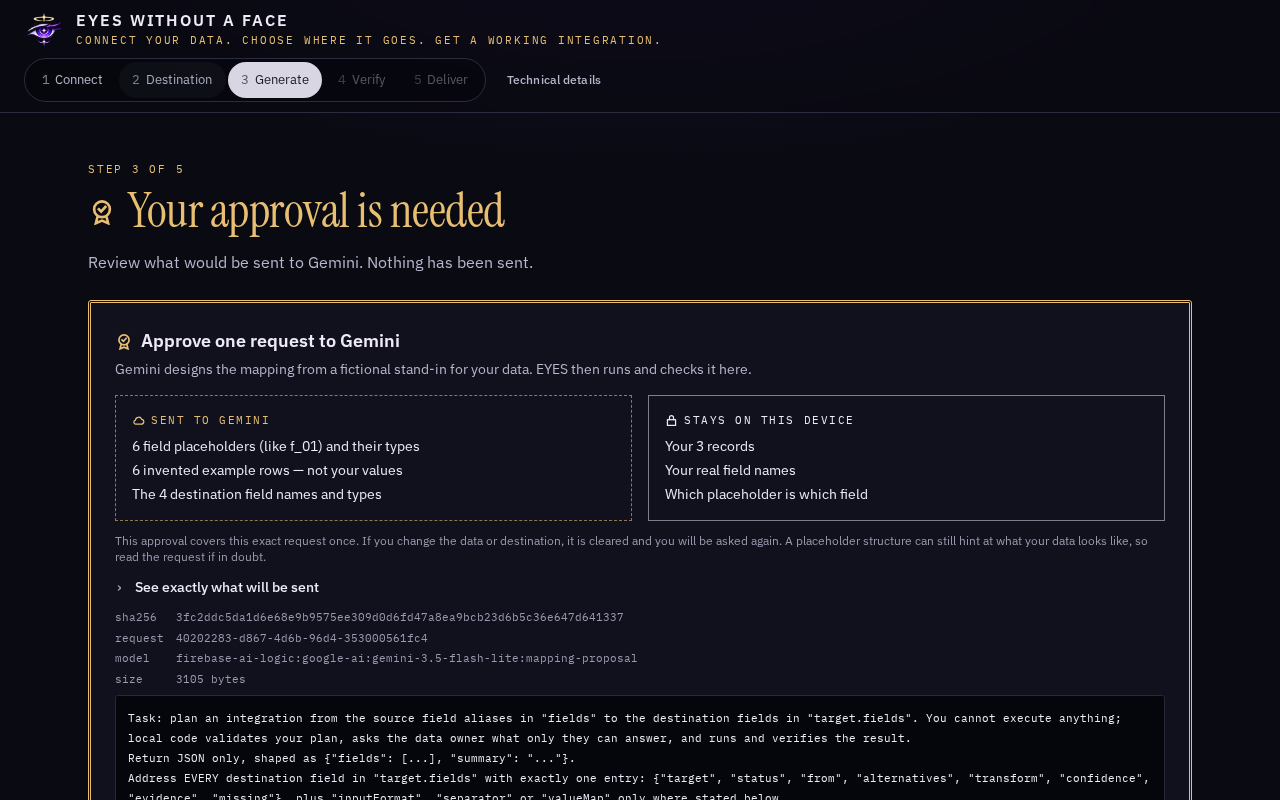 EYES WITHOUT A FACE
CONNECT YOUR DATA. CHOOSE WHERE IT GOES. GET A WORKING INTEGRATION.
1 Connect 2 Destination 3 Generate 4 Verify 5 Deliver Technical details
STEP 3 OF 5
Your approval is needed
Review what would be sent to Gemini. Nothing has been sent.
Approve one request to Gemini
Gemini designs the mapping from a fictional stand-in for your data. EYES then runs and checks it here.
SENT TO GEMINI
6 field placeholders (like f_01) and their types
6 invented example rows — not your values
The 4 destination field names and types
STAYS ON THIS DEVICE
Your 3 records
Your real field names
Which placeholder is which field
This approval covers this exact request once. If you change the data or destination, it is cleared and you will be asked again. A placeholder structure can still hint at what your data looks like, so
read the request if in doubt.
› See exactly what will be sent
sha256 3fc2ddc5da1d6e68e9b9575ee309d0d6fd47a8ea9bcb23d6b5c36e647d641337
request 40202283-d867-4d6b-96d4-353000561fc4
model firebase-ai-logic:google-ai:gemini-3.5-flash-lite:mapping-proposal
size 3105 bytes
Task: plan an integration from the source field aliases in "fields" to the destination fields in "target.fields". You cannot execute anything;
local code validates your plan, asks the data owner what only they can answer, and runs and verifies the result.
Return JSON only, shaped as {"fields": [...], "summary": "..."}.
Address EVERY destination field in "target.fields" with exactly one entry: {"target", "status", "from", "alternatives", "transform", "confidence",
"evidence", "missing"}, plus "inputFormat", "separator" or "valueMap" only where stated below.